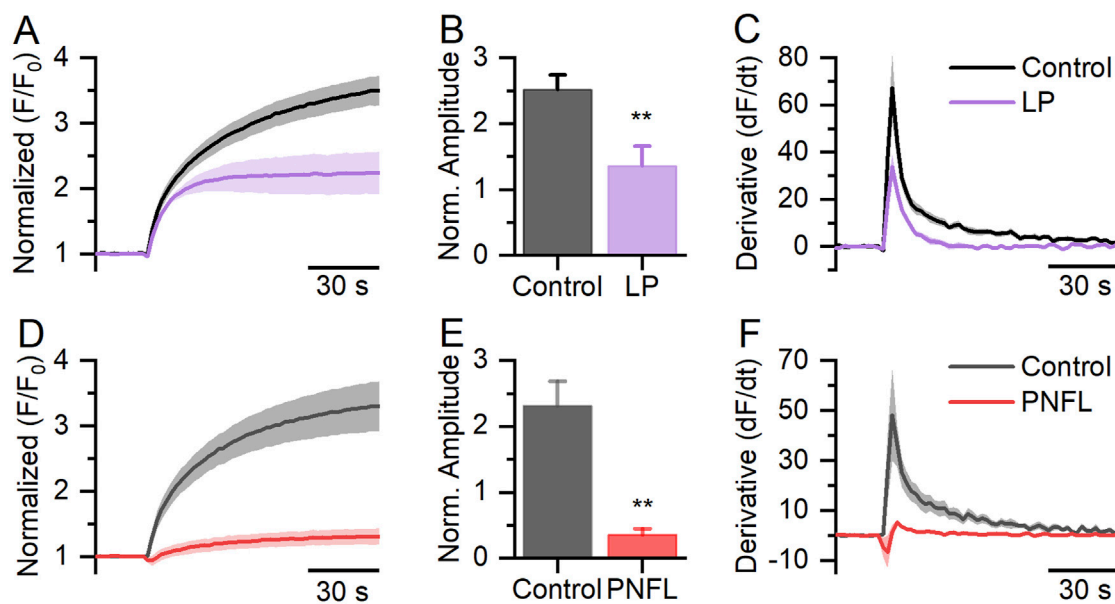 A
Normalized (F/F0)
4
3
2
1
30 s
B
Norm. Amplitude
3
2
1
0
**
Control LP
C
Derivative (dF/dt)
80
60
40
20
0
Control
LP
30 s
D
Normalized (F/F0)
4
3
2
1
30 s
E
Norm. Amplitude
3
2
1
0
**
Control PNFL
F
Derivative (dF/dt)
70
50
30
10
-10
Control
PNFL
30 s